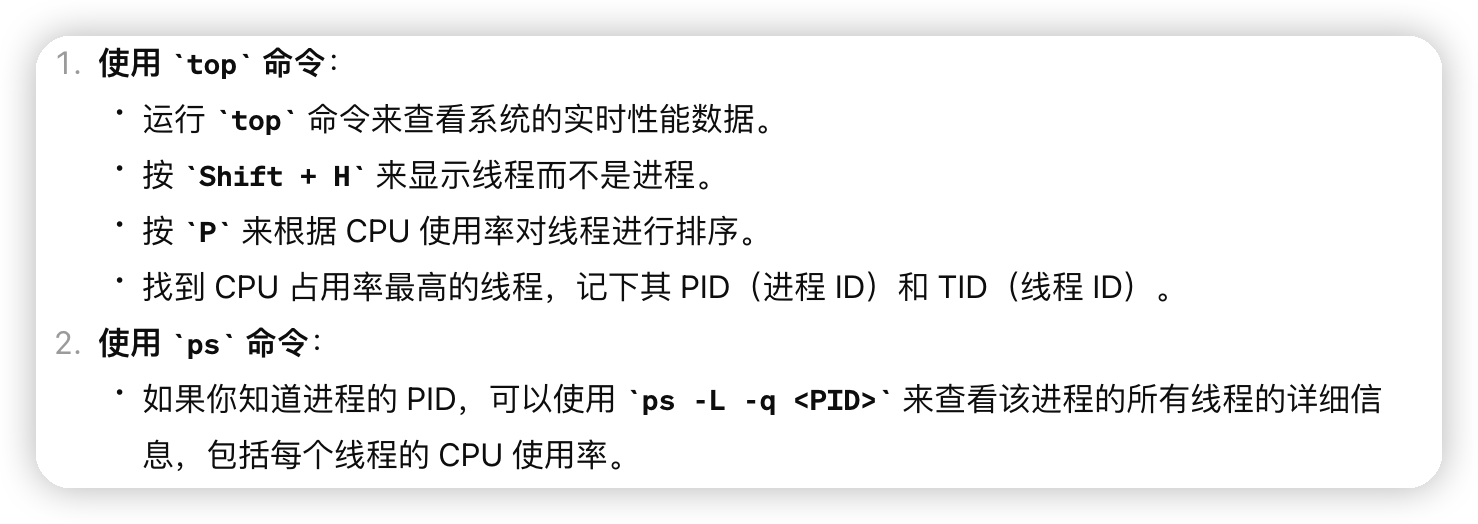 1. 使用 `top` 命令：
• 运行 `top` 命令来查看系统的实时性能数据。
• 按 `Shift + H` 来显示线程而不是进程。
• 按 `P` 来根据 CPU 使用率对线程进行排序。
• 找到 CPU 占用率最高的线程，记下其 PID（进程 ID）和 TID（线程 ID）。
2. 使用 `ps` 命令：
• 如果你知道进程的 PID，可以使用 `ps -L -q <PID>` 来查看该进程的所有线程的详细信
息，包括每个线程的 CPU 使用率。